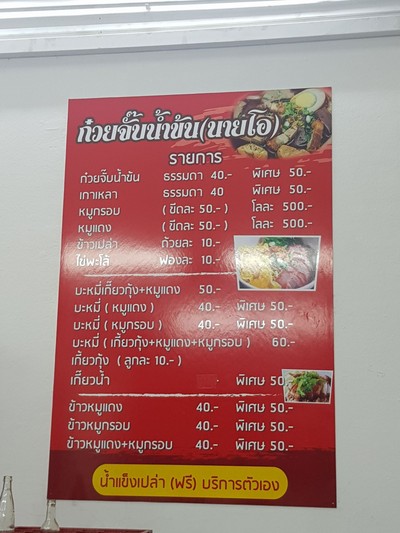 ก๋วยจั๊บน้ำข้น(นายโอ)
รายการ
ก๋วยจั๊บน้ำข้น ธรรมดา 40.- พิเศษ 50.-
เกาเหลา ธรรมดา 40 พิเศษ 50.-
หมูกรอบ ( ขีดละ 50.- ) โลละ 500.-
หมูแดง ( ขีดละ 50.- ) โลละ 500.-
ข้าวเปล่า ถ้วยละ 10.-
ไข่พะโล้ ฟองละ 10.-
บะหมี่เกี๊ยวกุ้ง+หมูแดง 50.-
บะหมี่ ( หมูแดง ) 40.- พิเศษ 50.-
บะหมี่ ( หมูกรอบ ) 40.- พิเศษ 50.-
บะหมี่ ( เกี๊ยวกุ้ง+หมูแดง+หมูกรอบ ) 60.-
เกี๊ยวกุ้ง ( ลูกละ 10.- )
เกี๊ยวน้ำ พิเศษ 50
ข้าวหมูแดง 40.- พิเศษ 50.-
ข้าวหมูกรอบ 40.- พิเศษ 50.-
ข้าวหมูแดง+หมูกรอบ 40.- พิเศษ 50.-
น้ำแข็งเปล่า (ฟรี) บริการตัวเอง